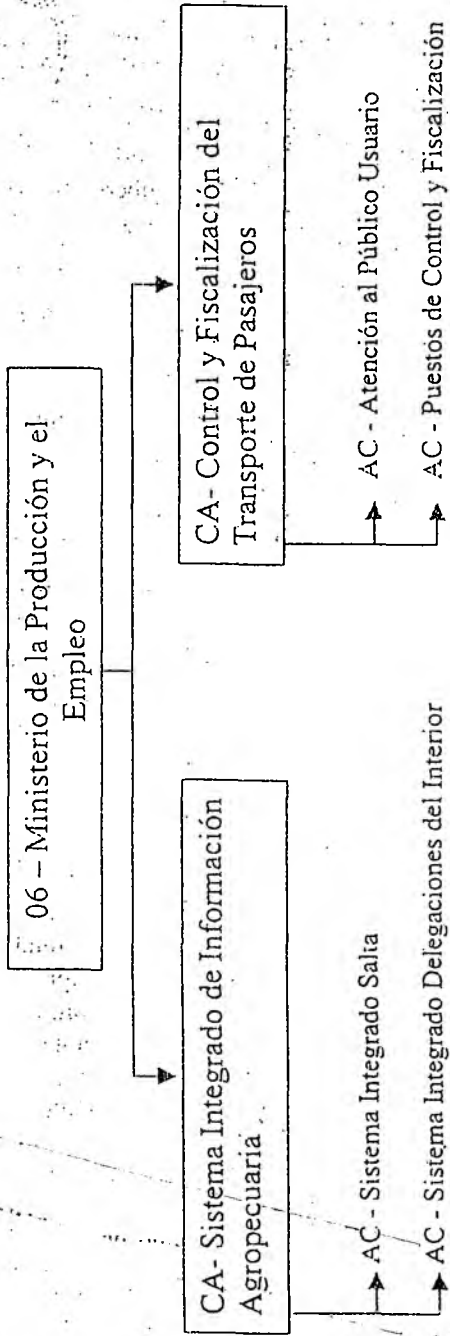 06 – Ministerio de la Producción y el
Empleo
CA- Sistema Integrado de Información
Agropecuaria
AC - Sistema Integrado Salta
AC - Sistema Integrado Delegaciones del Interior
CA- Control y Fiscalización del
Transporte de Pasajeros
AC - Atención al Público Usuario
AC - Puestos de Control y Fiscalización